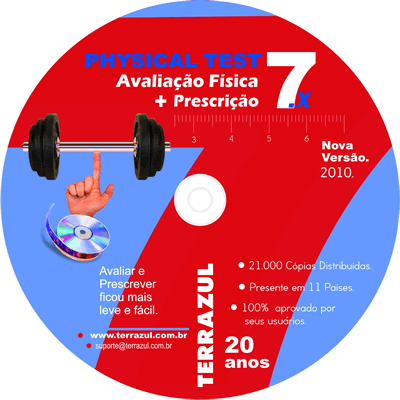 PHYSICAL TEST
7.x
Avaliação Física
+ Prescrição
3 4 5 6
Nova
Versão.
2010.
Avaliar e
Prescrever
ficou mais
leve e fácil.
www.terrazul.com.br
suporte@terrazul.com.br
TERRAZUL
21.000 Cópias Distribuídas.
Presente em 11 Países.
100% aprovado por
seus usuários.
20
anos